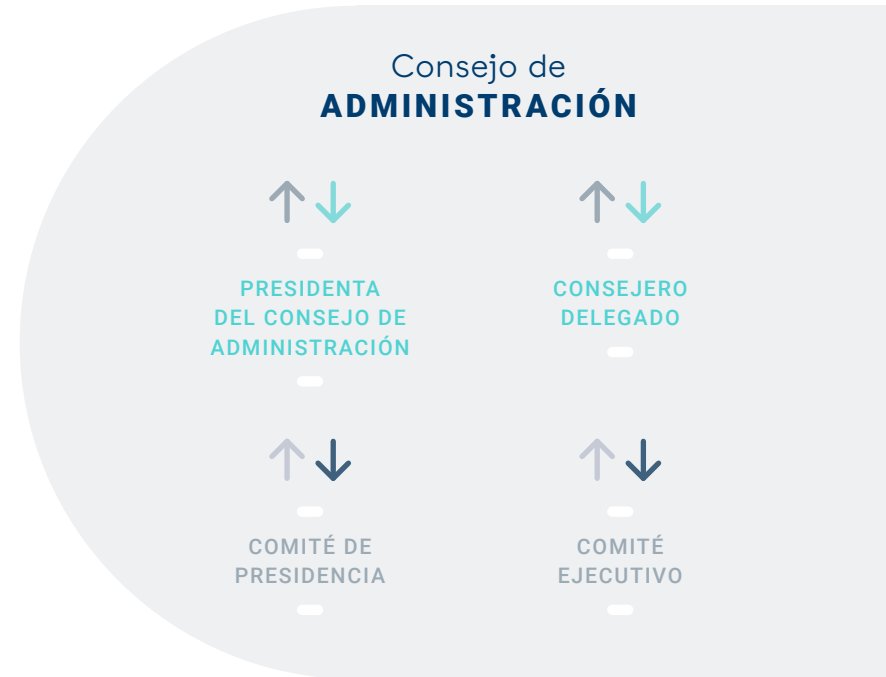 Consejo de
ADMINISTRACIÓN
PRESIDENTA
DEL CONSEJO DE
ADMINISTRACIÓN
CONSEJERO
DELEGADO
COMITÉ DE
PRESIDENCIA
COMITÉ
EJECUTIVO